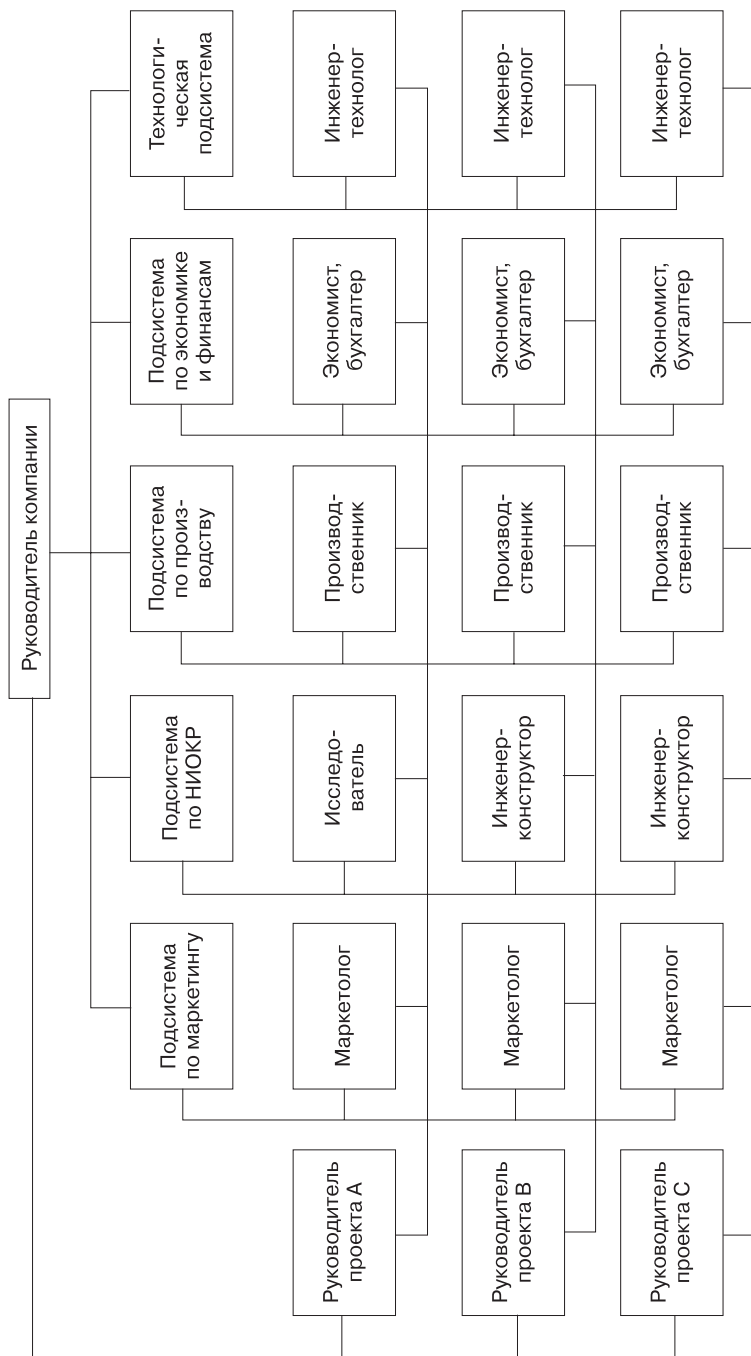 Руководитель компании
Подсистема
по маркетингу
Подсистема
по НИОКР
Подсистема
по произ-
водству
Подсистема
по экономике
и финансам
Технологи-
ческая
подсистема
Руководитель
проекта А
Маркетолог
Исследо-
ватель
Производ-
ственник
Экономист,
бухгалтер
Инженер-
технолог
Руководитель
проекта В
Маркетолог
Инженер-
конструктор
Производ-
ственник
Экономист,
бухгалтер
Инженер-
технолог
Руководитель
проекта С
Маркетолог
Инженер-
конструктор
Производ-
ственник
Экономист,
бухгалтер
Инженер-
технолог